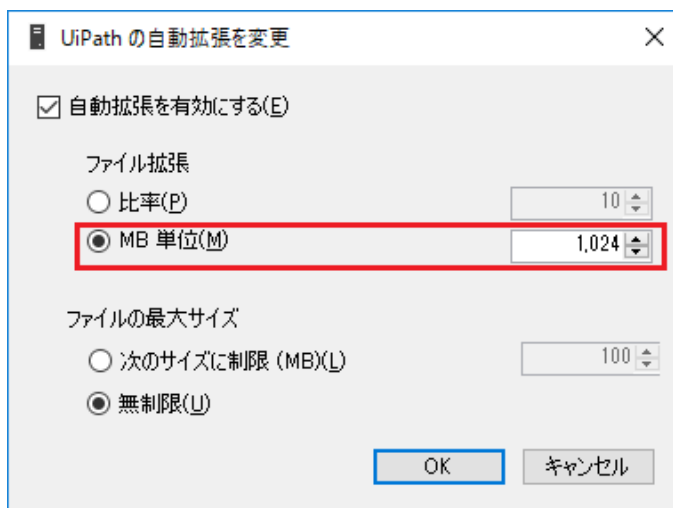 UiPath の自動拡張を変更
自動拡張を有効にする(E)
ファイル拡張
比率(P) 10
MB 単位(M) 1,024
ファイルの最大サイズ
次のサイズに制限 (MB)(L) 100
無制限(U)
OK キャンセル